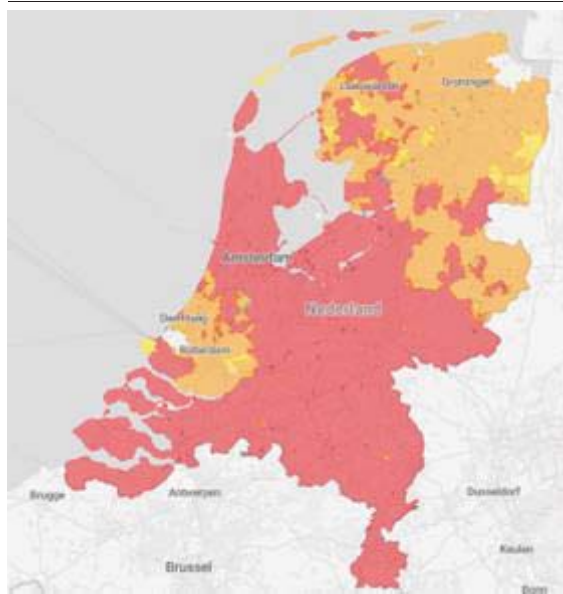 Leeuwarden
Groningen
Amsterdam
Nederland
Den Haag
Rotterdam
Brugge
Antwerpen
Dusseldorf
Brussel
Keulen
Bonn